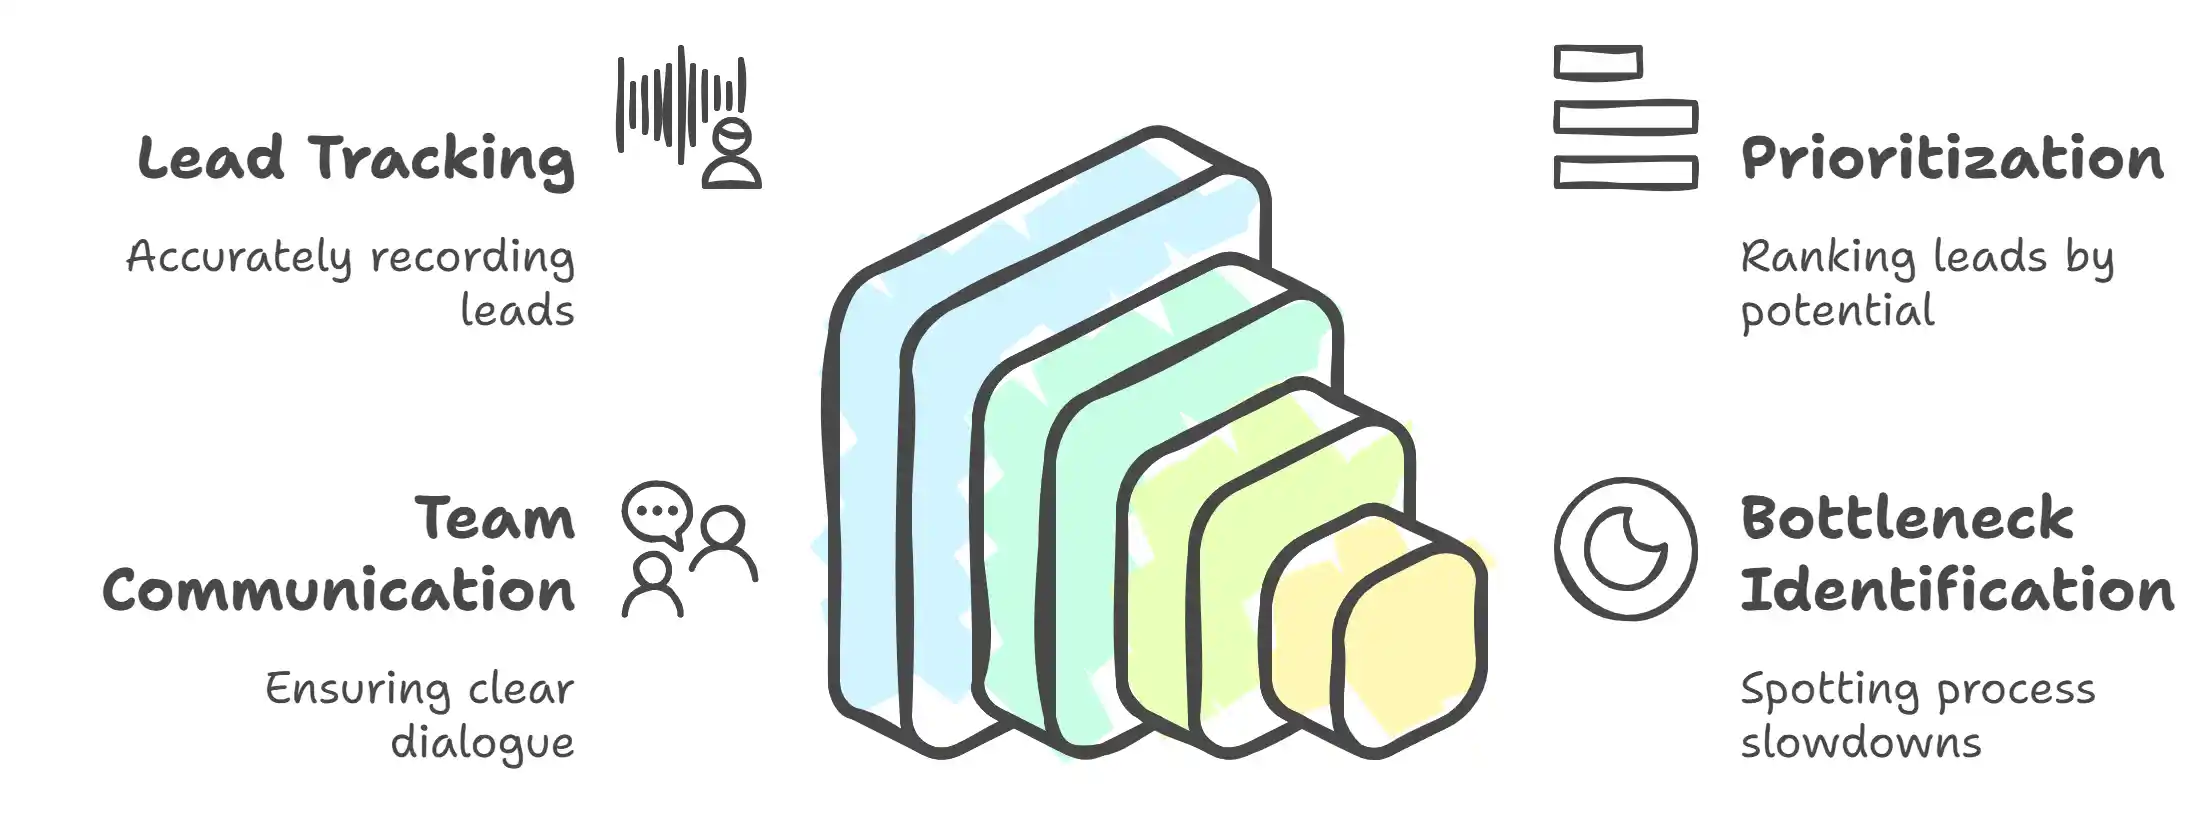 Lead Tracking
Accurately recording
leads
Prioritization
Ranking leads by
potential
Team
Communication
Ensuring clear
dialogue
Bottleneck
Identification
Spotting process
slowdowns